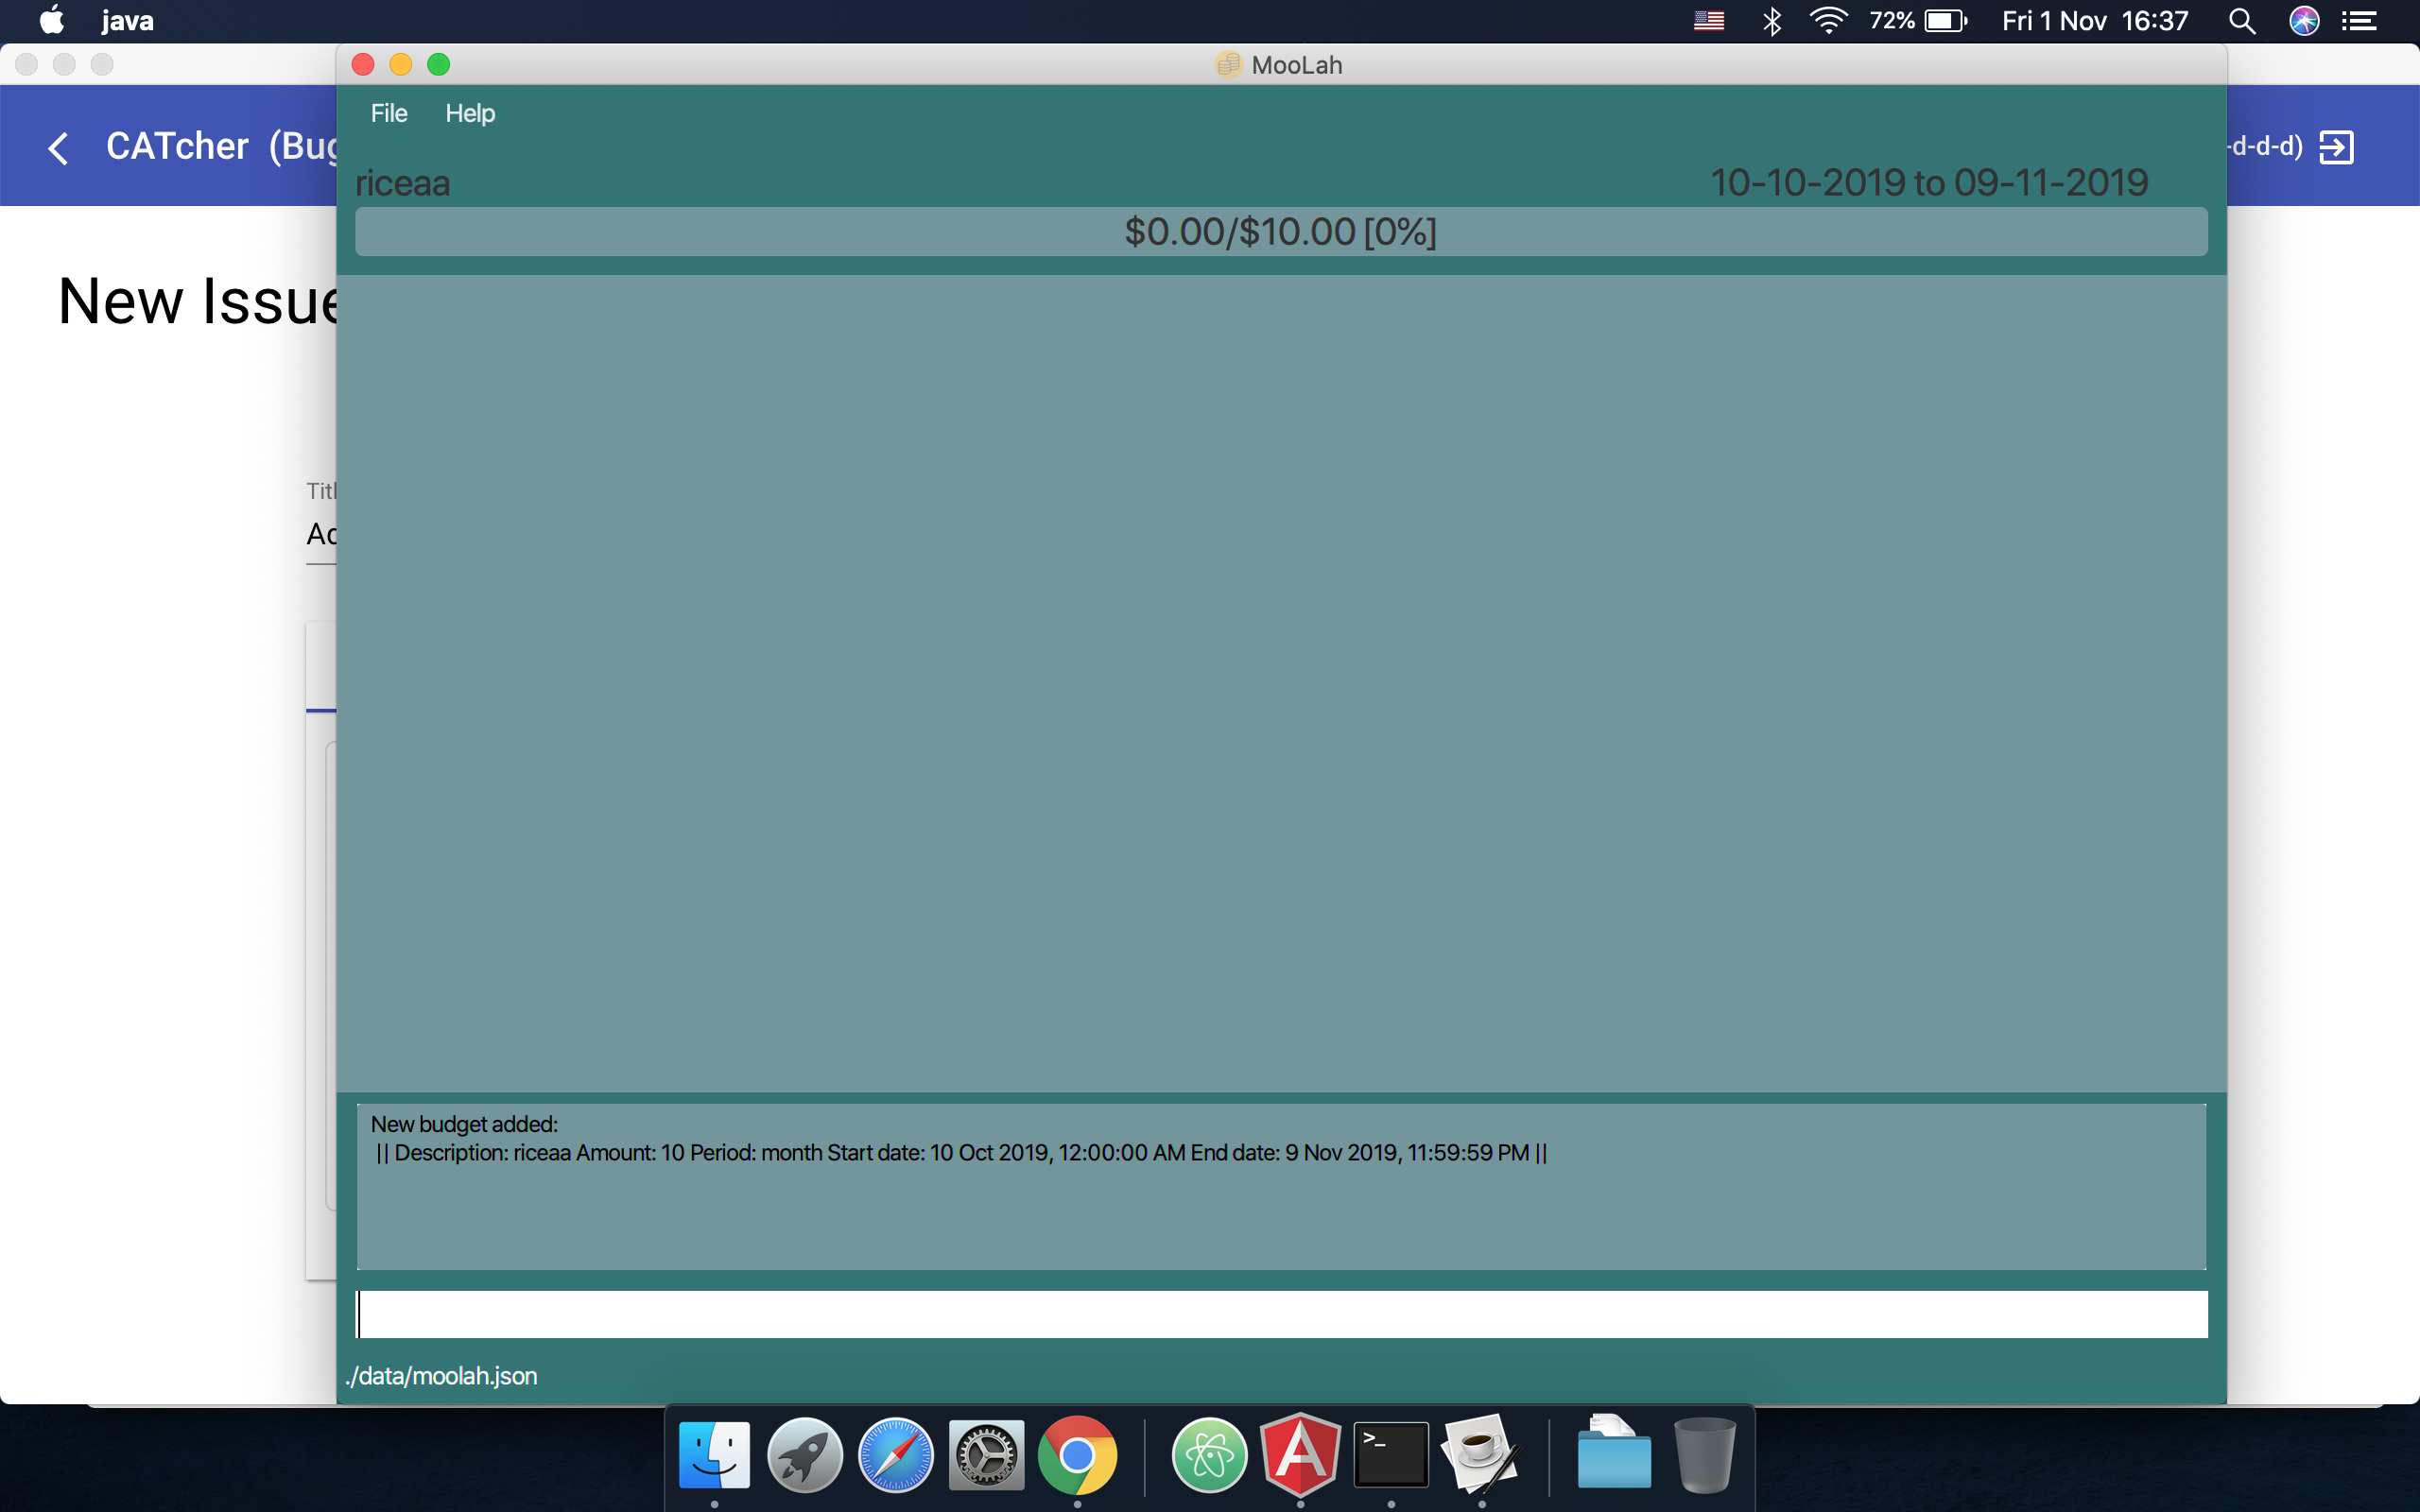 java
72%
Fri 1 Nov 16:37
MooLah
File Help
CATcher (Bug
-d-d-d)
riceaa
10-10-2019 to 09-11-2019
$0.00/$10.00 [0%]
New Issue
Titl
Ad
New budget added:
|| Description: riceaa Amount: 10 Period: month Start date: 10 Oct 2019, 12:00:00 AM End date: 9 Nov 2019, 11:59:59 PM ||
./data/moolah.json